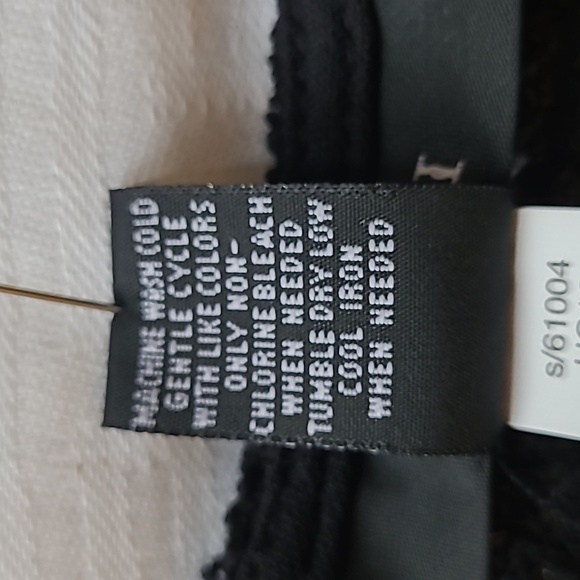 MACHINE WASH COLD
GENTLE CYCLE
WITH LIKE COLORS
ONLY NON-
CHLORINE BLEACH
WHEN NEEDED
TUMBLE DRY LOW
COOL IRON
WHEN NEEDED
s/61004